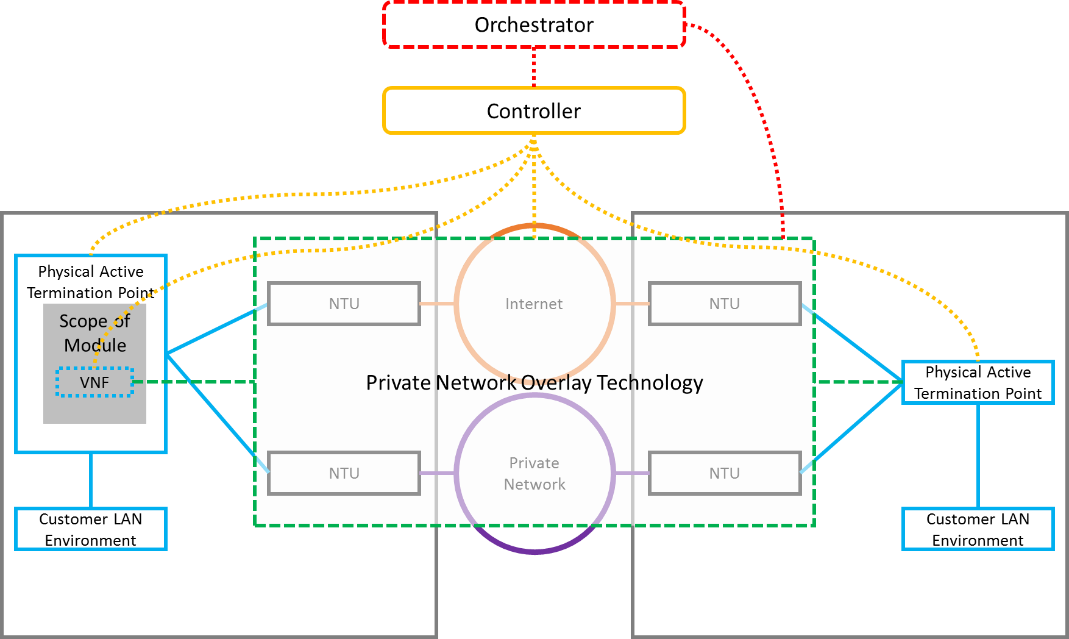 Orchestrator
Controller
Physical Active
Termination Point
Scope of
Module
VNF
Customer LAN
Environment
NTU
Internet
NTU
Private Network Overlay Technology
NTU
Private
Network
NTU
Physical Active
Termination Point
Customer LAN
Environment